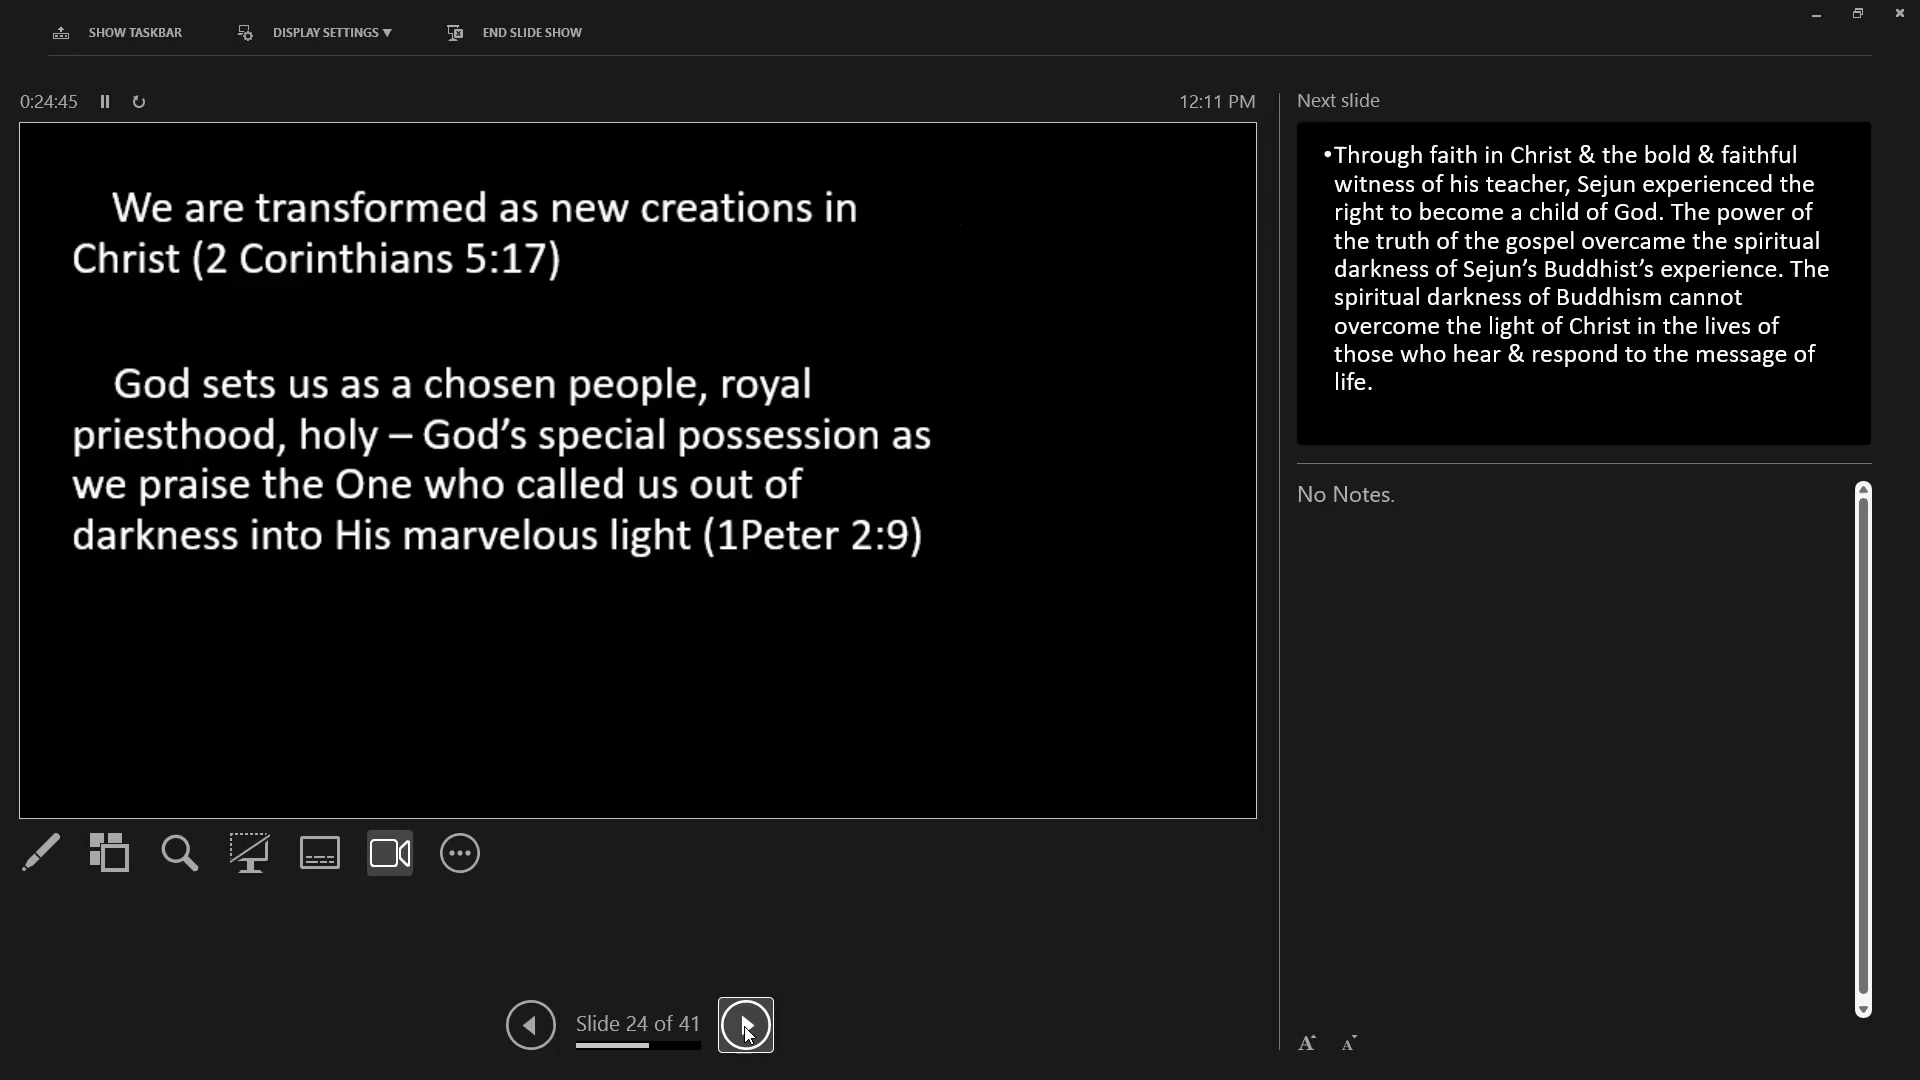 SHOW TASKBAR
DISPLAY SETTINGS ▼
END SLIDE SHOW
0:24:45
12:11 PM
We are transformed as new creations in
Christ (2 Corinthians 5:17)
God sets us as a chosen people, royal
priesthood, holy – God’s special possession as
we praise the One who called us out of
darkness into His marvelous light (1Peter 2:9)
Slide 24 of 41
Next slide
•Through faith in Christ & the bold & faithful
witness of his teacher, Sejun experienced the
right to become a child of God. The power of
the truth of the gospel overcame the spiritual
darkness of Sejun’s Buddhist’s experience. The
spiritual darkness of Buddhism cannot
overcome the light of Christ in the lives of
those who hear & respond to the message of
life.
No Notes.
A A